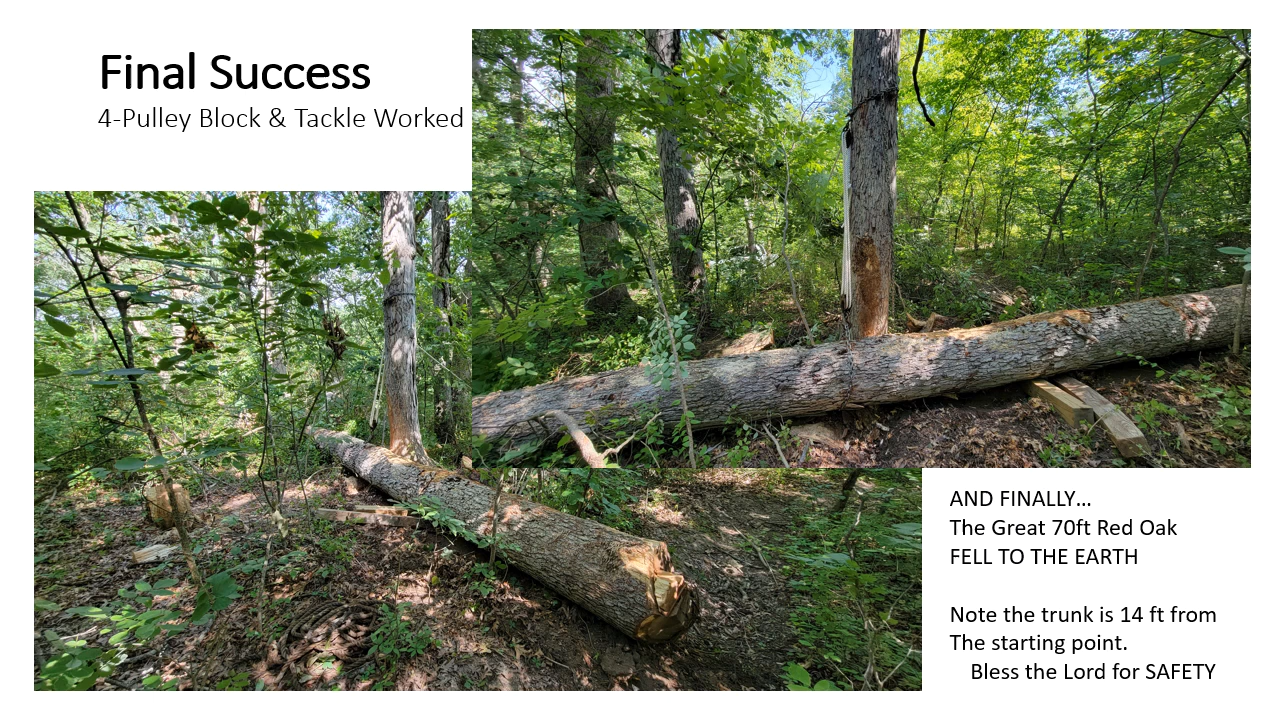 Final Success
4-Pulley Block & Tackle Worked
AND FINALLY…
The Great 70ft Red Oak
FELL TO THE EARTH
Note the trunk is 14 ft from
The starting point.
Bless the Lord for SAFETY